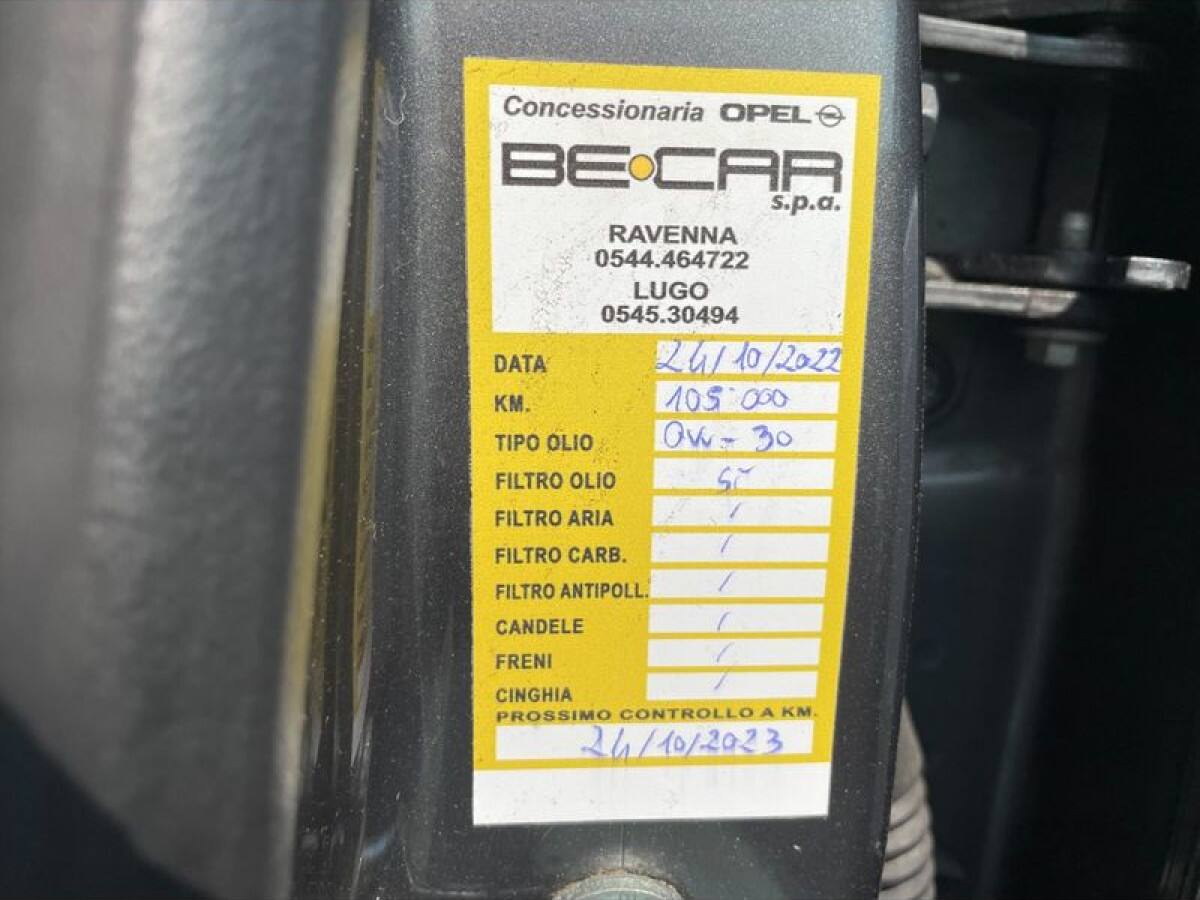 Concessionaria OPEL
BE CAR
s.p.a.
RAVENNA
0544.464722
LUGO
0545.30494
DATA 24/10/2022
KM. 105 000
TIPO OLIO 0W-30
FILTRO OLIO SI
FILTRO ARIA /
FILTRO CARB. /
FILTRO ANTIPOLL. /
CANDELE /
FRENI /
CINGHIA /
PROSSIMO CONTROLLO A KM.
24/10/2023